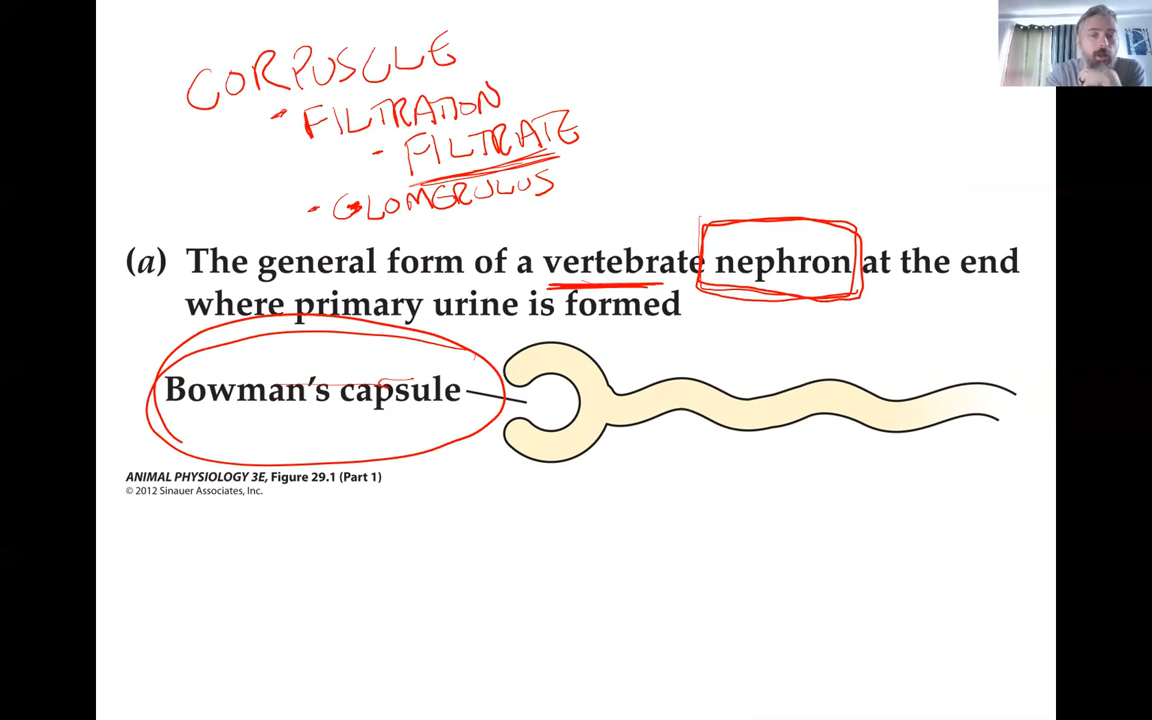 CORPUSCLE
- FILTRATION
- FILTRATE
- GLOMERULUS
(a) The general form of a vertebrate nephron at the end
where primary urine is formed
Bowman's capsule
ANIMAL PHYSIOLOGY 3E, Figure 29.1 (Part 1)
© 2012 Sinauer Associates, Inc.